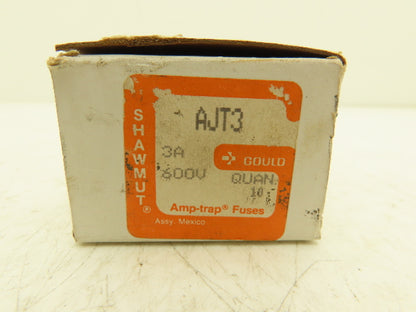 SHAWMUT®
AJT3
3A
GOULD
600V QUAN.
10
Amp-trap® Fuses
Assy. Mexico